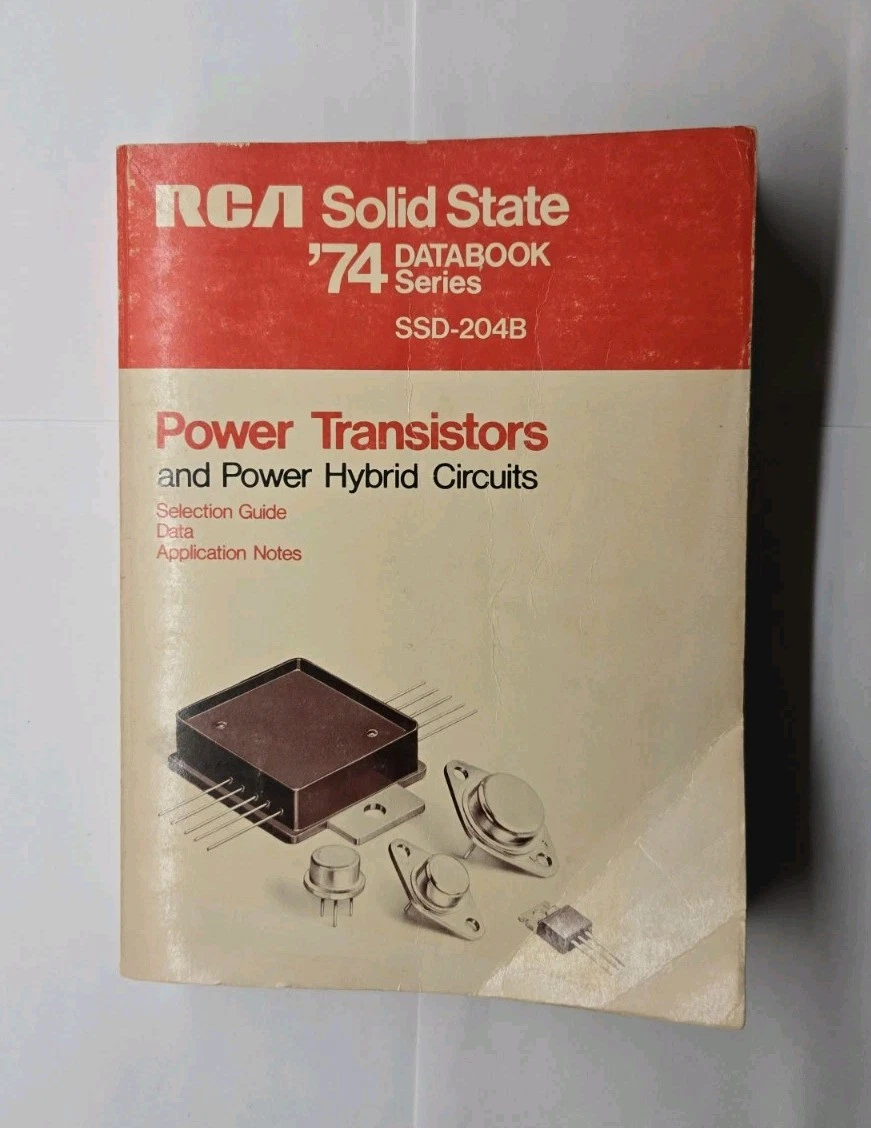 RCA Solid State
'74 DATABOOK
Series
SSD-204B
Power Transistors
and Power Hybrid Circuits
Selection Guide
Data
Application Notes